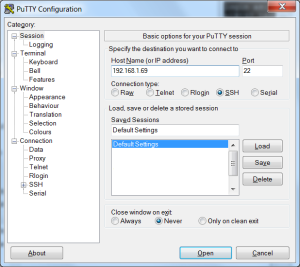 PuTTY Configuration
Category:
Session
Logging
Terminal
Keyboard
Bell
Features
Window
Appearance
Behaviour
Translation
Selection
Colours
Connection
Data
Proxy
Telnet
Rlogin
SSH
Serial
Basic options for your PuTTY session
Specify the destination you want to connect to
Host Name (or IP address) Port
192.168.1.69 22
Connection type:
Raw Telnet Rlogin SSH Serial
Load, save or delete a stored session
Saved Sessions
Default Settings
Default Settings Load
Save
Delete
Close window on exit
Always Never Only on clean exit
About Open Cancel